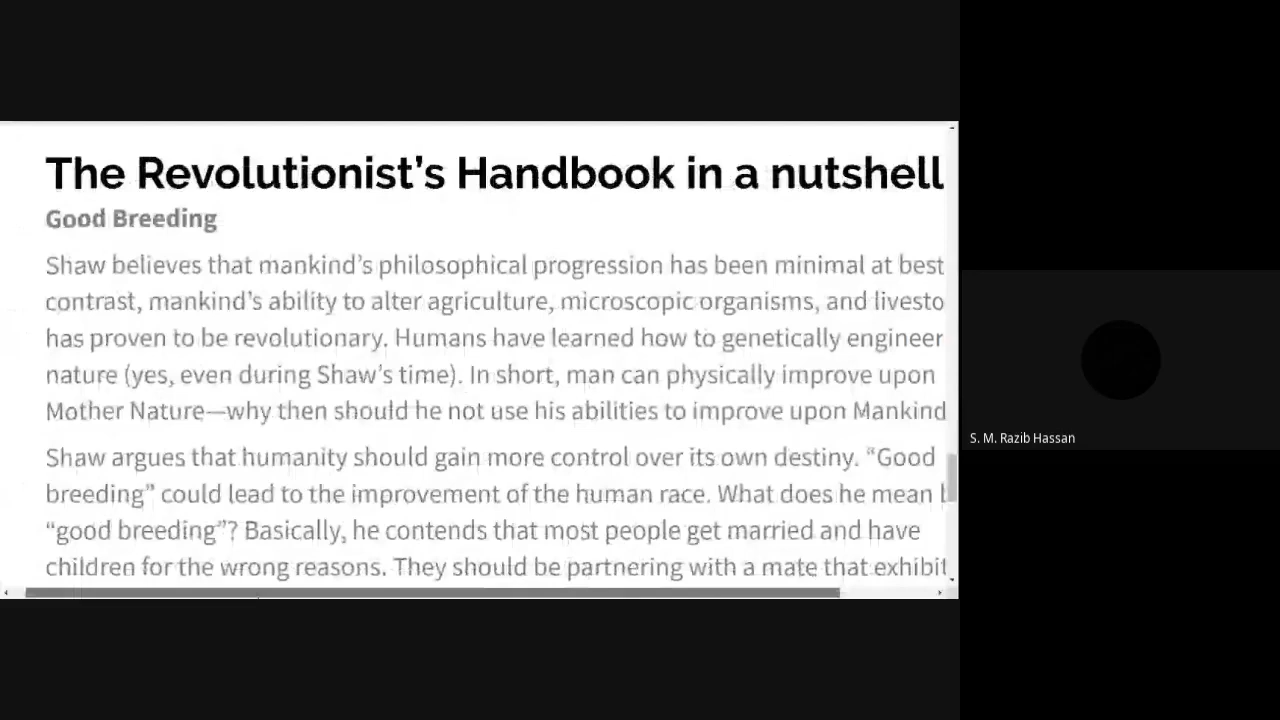 The Revolutionist's Handbook in a nutshell
Good Breeding
Shaw believes that mankind's philosophical progression has been minimal at best
contrast, mankind's ability to alter agriculture, microscopic organisms, and livesto
has proven to be revolutionary. Humans have learned how to genetically engineer
nature (yes, even during Shaw's time). In short, man can physically improve upon
Mother Nature—why then should he not use his abilities to improve upon Mankind
Shaw argues that humanity should gain more control over its own destiny. “Good
breeding” could lead to the improvement of the human race. What does he mean
“good breeding”? Basically, he contends that most people get married and have
children for the wrong reasons. They should be partnering with a mate that exhibit
S. M. Razib Hassan